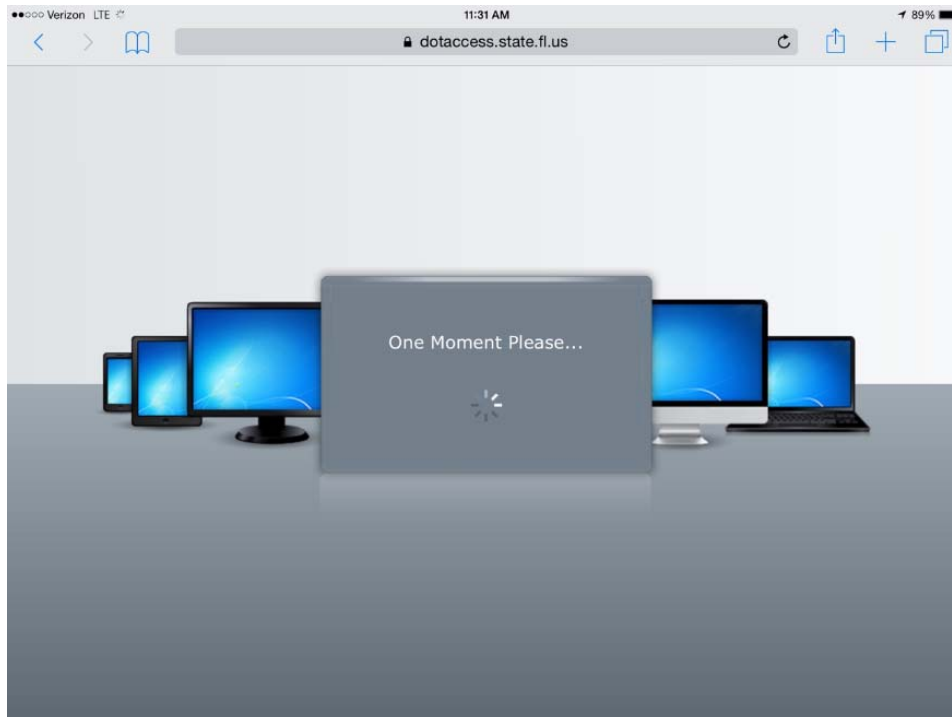 Verizon LTE
11:31 AM
89%
dotaccess.state.fl.us
One Moment Please...